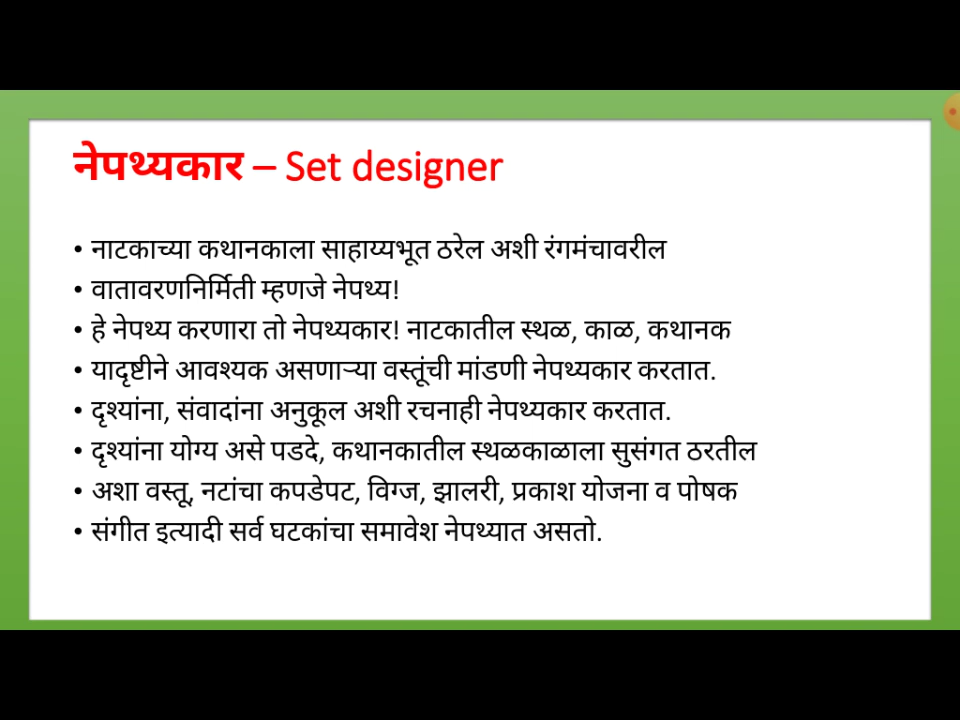 नेपथ्यकार – Set designer
• नाटकाच्या कथानकाला साहाय्यभूत ठरेल अशी रंगमंचावरील
• वातावरणनिर्मिती म्हणजे नेपथ्य!
• हे नेपथ्य करणारा तो नेपथ्यकार! नाटकातील स्थळ, काळ, कथानक
• यादृष्टीने आवश्यक असणाऱ्या वस्तूंची मांडणी नेपथ्यकार करतात.
• दृश्यांना, संवादांना अनुकूल अशी रचनाही नेपथ्यकार करतात.
• दृश्यांना योग्य असे पडदे, कथानकातील स्थळकाळाला सुसंगत ठरतील
• अशा वस्तू, नटांचा कपडेपट, विग्ज, झालरी, प्रकाश योजना व पोषक
• संगीत इत्यादी सर्व घटकांचा समावेश नेपथ्यात असतो.